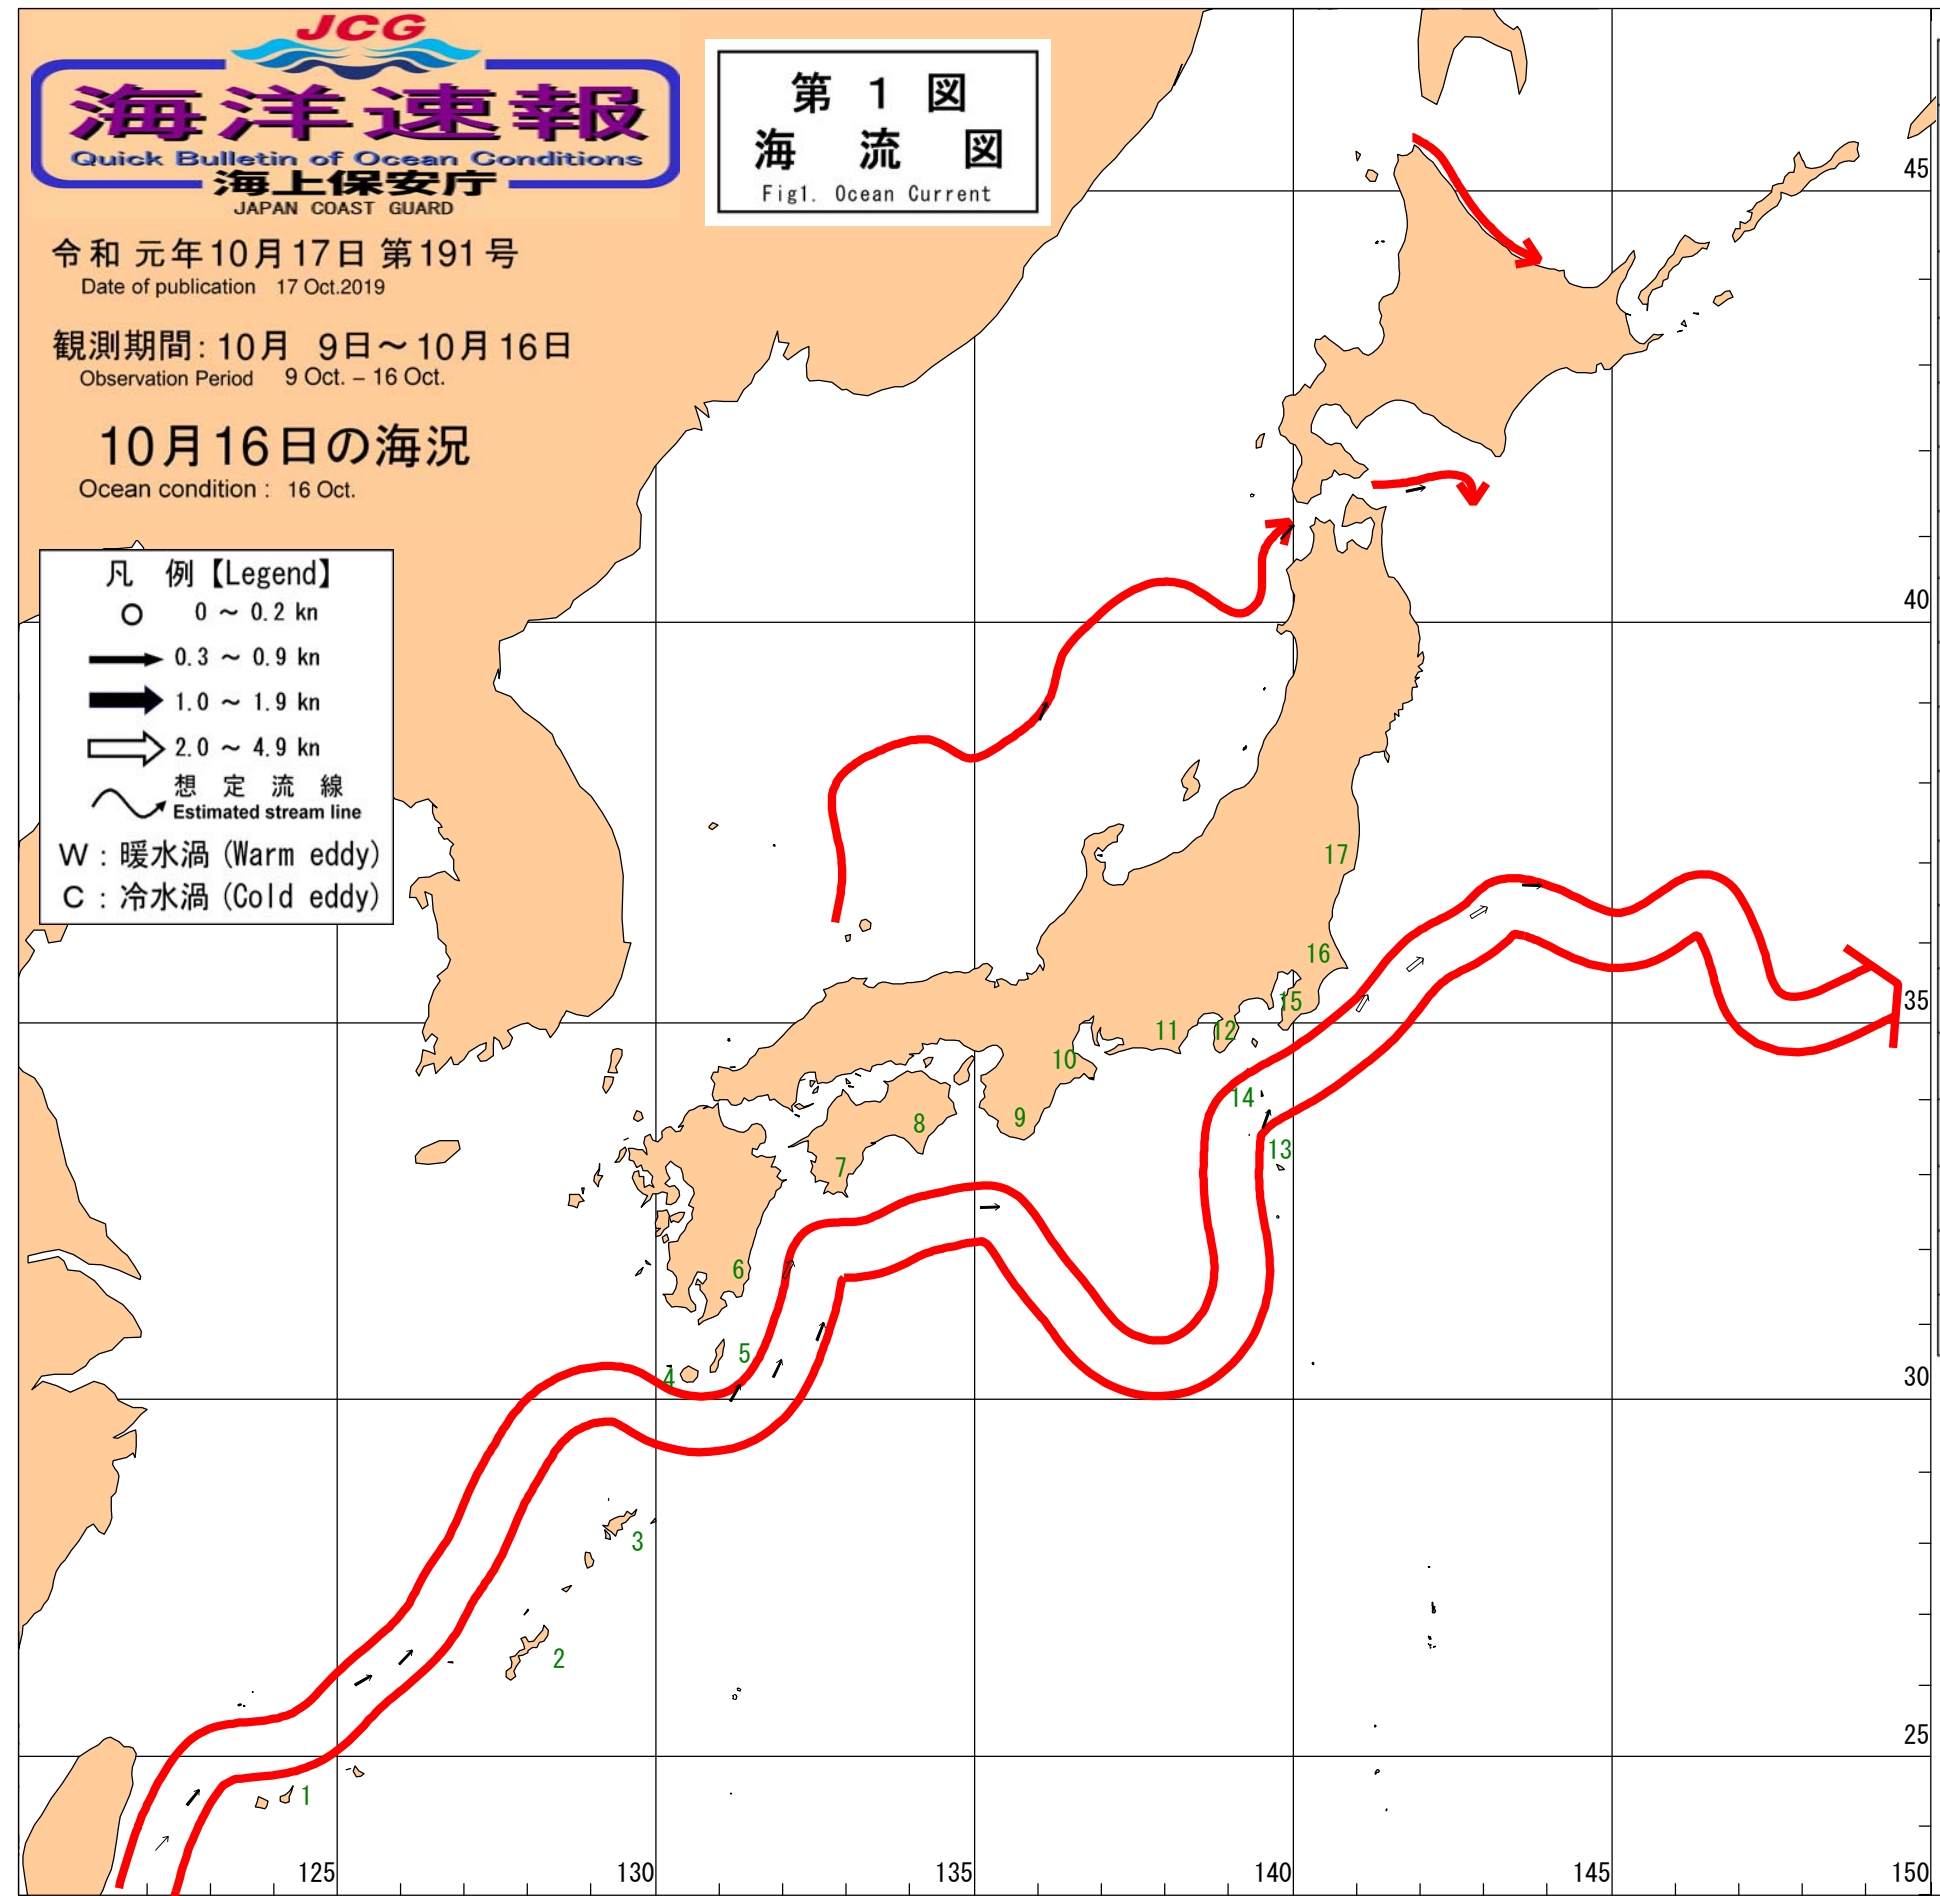 JCG
海洋速報
Quick Bulletin of Ocean Conditions
海上保安庁
JAPAN COAST GUARD
第 1 図
海 流 図
Fig1. Ocean Current
令和 元年10月17日 第191号
Date of publication 17 Oct.2019
観測期間: 10月 9日～10月16日
Observation Period 9 Oct. – 16 Oct.
10月16日の海況
Ocean condition : 16 Oct.
凡 例【Legend】
0 ～ 0.2 kn
0.3 ～ 0.9 kn
1.0 ～ 1.9 kn
2.0 ～ 4.9 kn
想 定 流 線
Estimated stream line
W : 暖水渦 (Warm eddy)
C : 冷水渦 (Cold eddy)
45
40
17
16
35
15
11
12
10
14
9
8
13
7
6
5
4
30
3
2
25
1
125
130
135
140
145
150